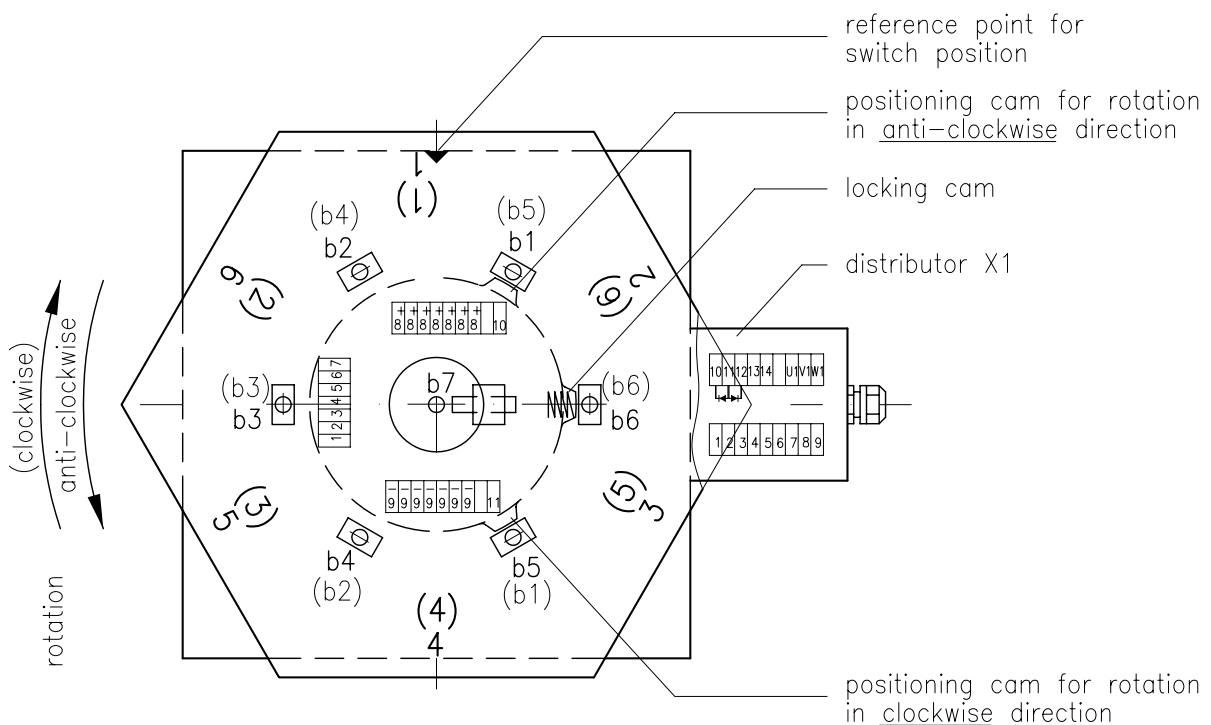 reference point for
switch position
positioning cam for rotation
in anti-clockwise direction
locking cam
distributor X1
1
(1)
(b4)
b2
(b5)
b1
6
(2)
2
(6)
8 8 8 8 8 8 8 10
+ + + + + + +
(clockwise)
anti-clockwise
rotation
(b3)
b3
1 2 3 4 5 6 7
b7
(b6)
b6
10 11 12 13 14 U1 V1 W1
1 2 3 4 5 6 7 8 9
5
(3)
3
(5)
9 9 9 9 9 9 9 11
- - - - - - -
b4
(b2)
b5
(b1)
(4)
4
positioning cam for rotation
in clockwise direction